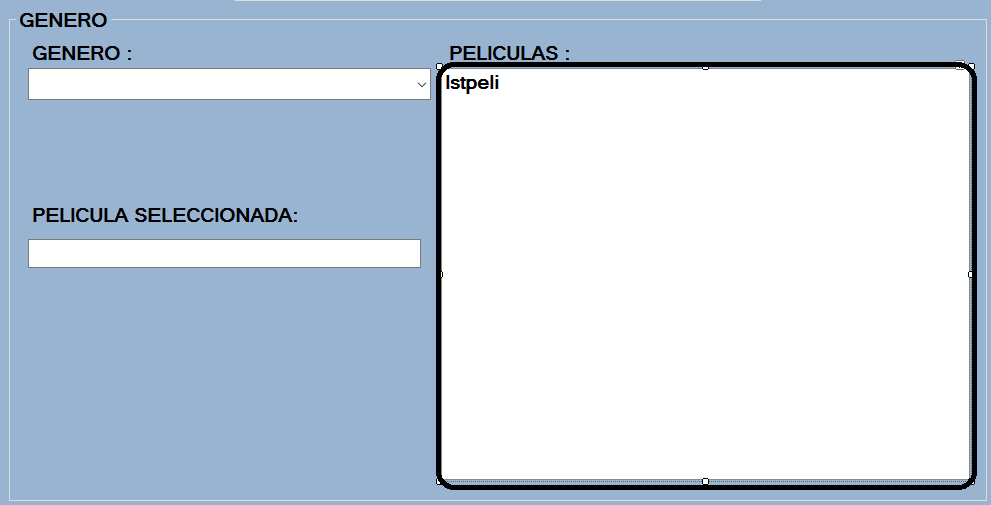 GENERO
GENERO :
PELICULAS :
lstpeli
PELICULA SELECCIONADA: